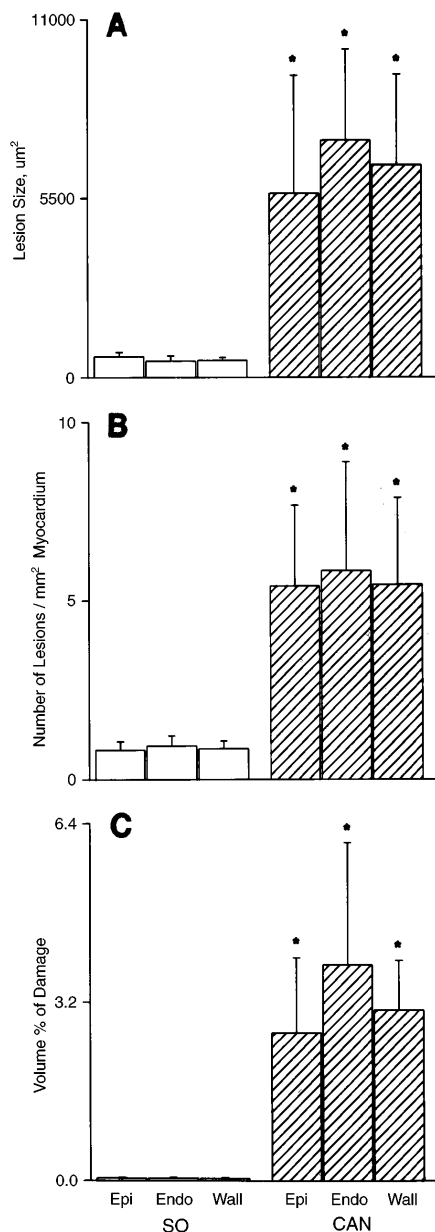 A
11000
5500
0
Lesion Size, um²
* * *
B
10
5
0
Number of Lesions / mm² Myocardium
* * *
C
6.4
3.2
0.0
Volume % of Damage
* * *
Epi Endo Wall Epi Endo Wall
SO CAN